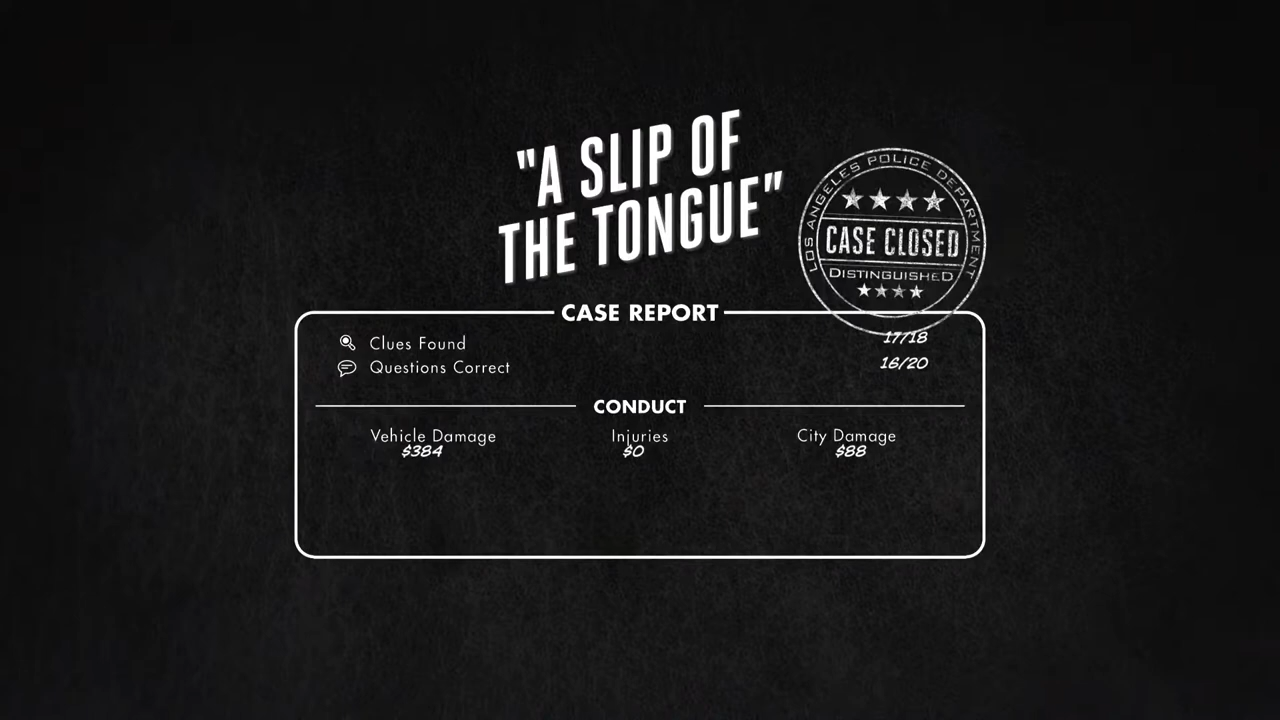 "A SLIP OF
THE TONGUE"
LOS ANGELES POLICE DEPARTMENT
CASE CLOSED
DISTINGUISHED
CASE REPORT
Clues Found 17/18
Questions Correct 16/20
CONDUCT
Vehicle Damage Injuries City Damage
$384 $0 $88